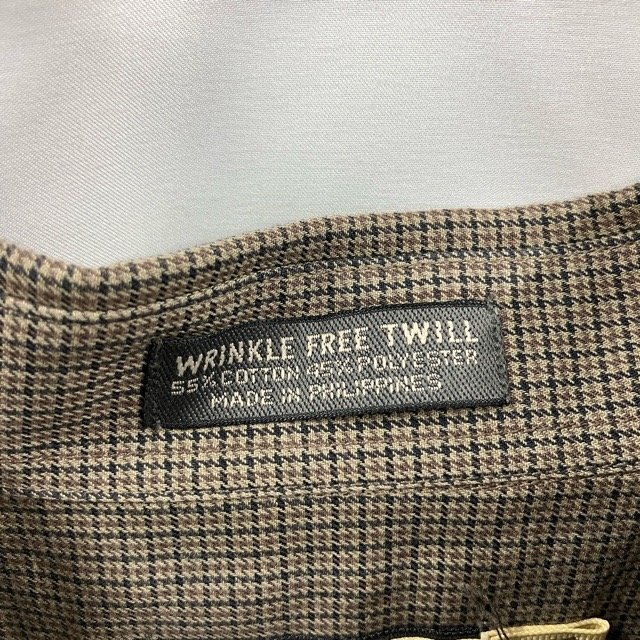 WRINKLE FREE TWILL
55% COTTON 45% POLYESTER
MADE IN PHILIPPINES